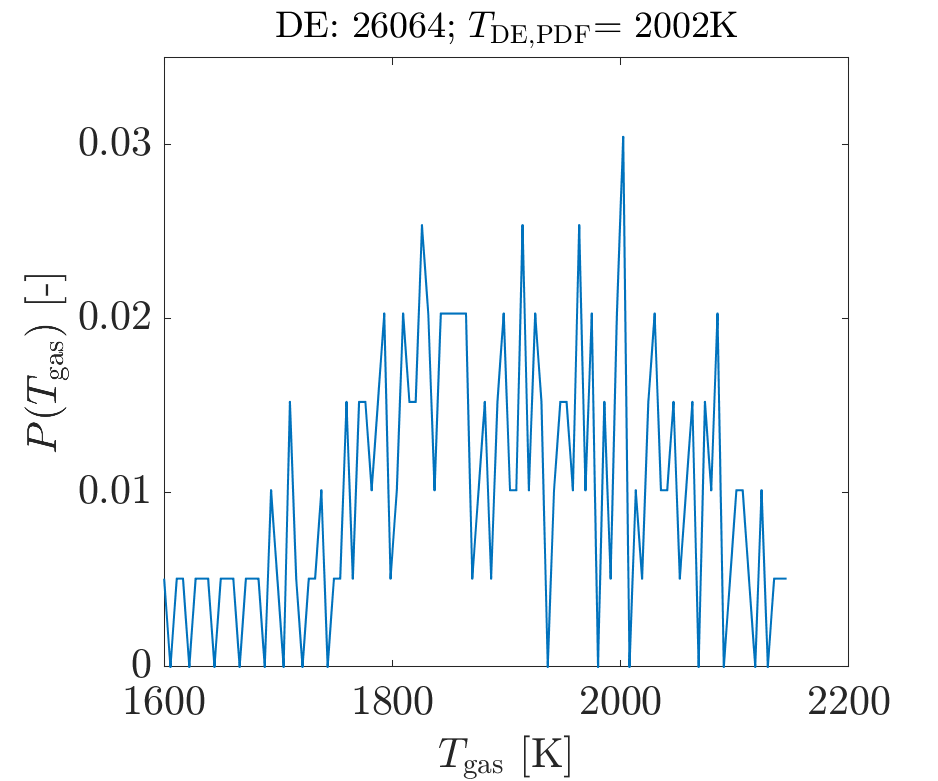 DE: 26064; T_DE,PDF= 2002K
P(T_gas) [-]
0.03
0.02
0.01
0
1600 1800 2000 2200
T_gas [K]